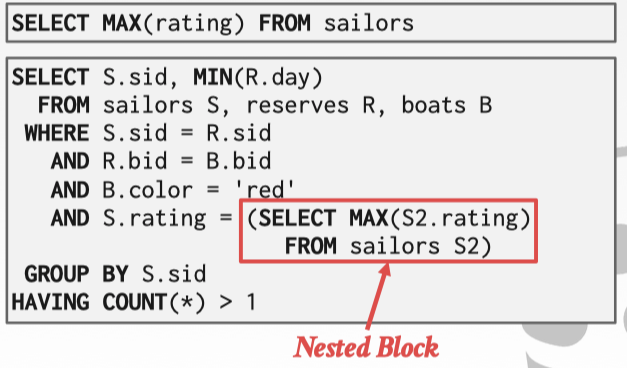 SELECT MAX(rating) FROM sailors
SELECT S.sid, MIN(R.day)
FROM sailors S, reserves R, boats B
WHERE S.sid = R.sid
AND R.bid = B.bid
AND B.color = 'red'
AND S.rating = (SELECT MAX(S2.rating)
FROM sailors S2)
GROUP BY S.sid
HAVING COUNT(*) > 1
Nested Block